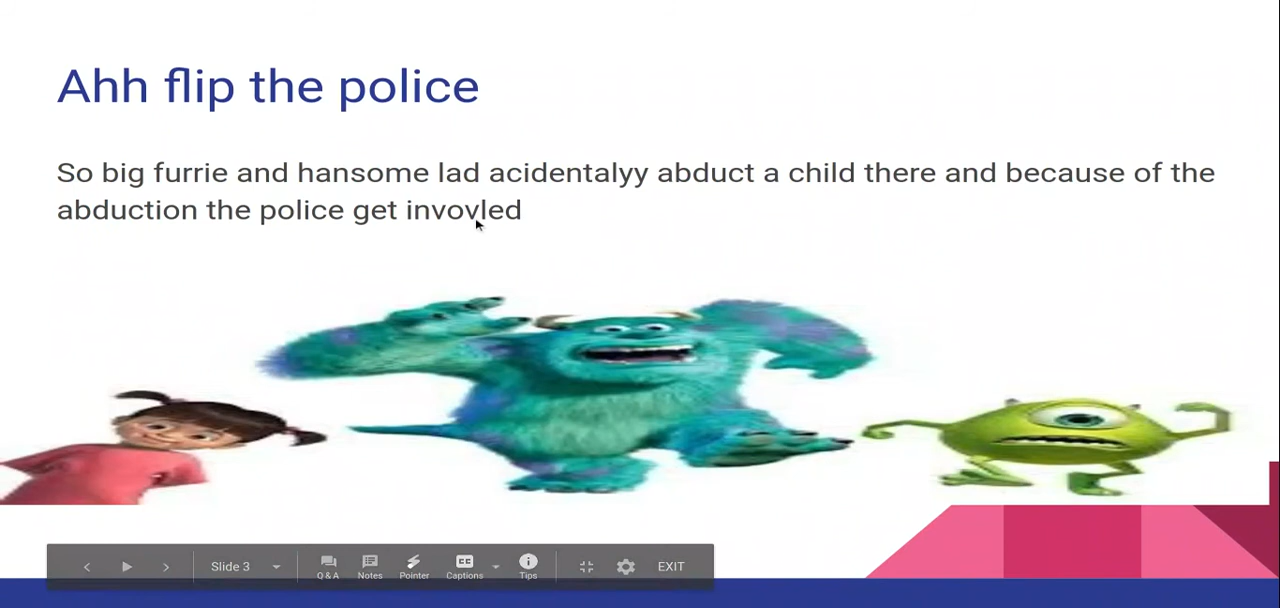 Ahh flip the police
So big furrie and hansome lad acidentalyy abduct a child there and because of the
abduction the police get invovled
Slide 3
Q & A
Notes
Pointer
CC
Captions
Tips
EXIT